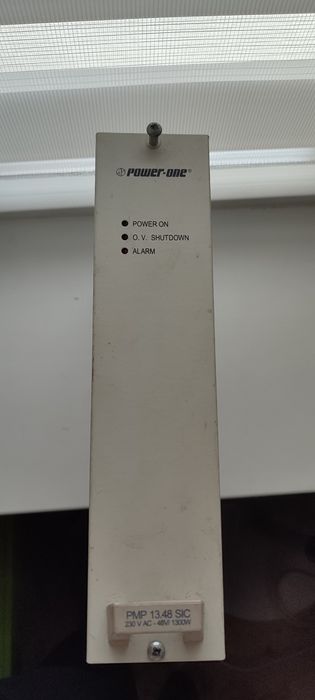 POWER-ONE®
POWER ON
O. V. SHUTDOWN
ALARM
PMP 13.48 SIC
230 V AC - 48V/ 1300W